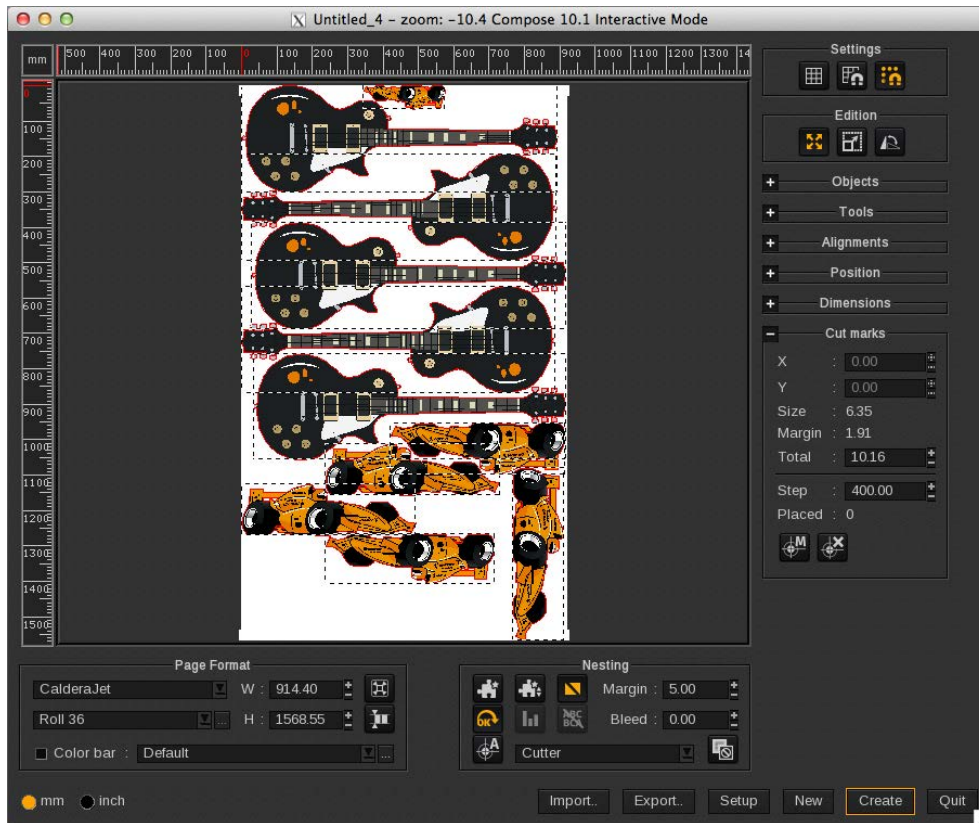 Untitled_4 – zoom: -10.4 Compose 10.1 Interactive Mode
mm
500 400 300 200 100 0 100 200 300 400 500 600 700 800 900 1000 1100 1200 1300 14
0
100
200
300
400
500
600
700
800
900
1000
1100
1200
1300
1400
1500
Settings
Edition
+ Objects
+ Tools
+ Alignments
+ Position
+ Dimensions
– Cut marks
X : 0.00
Y : 0.00
Size : 6.35
Margin : 1.91
Total : 10.16
Step : 400.00
Placed : 0
M X
Page Format
CalderaJet W : 914.40
Roll 36 ... H : 1568.55
Color bar : Default ...
Nesting
Margin : 5.00
OK ABC BCA Bleed : 0.00
A Cutter
mm inch
Import.. Export.. Setup New Create Quit